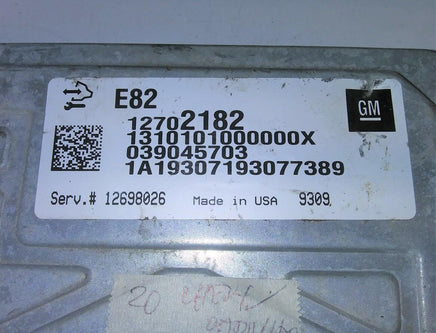 E82
GM
12702182
1310101000000X
039045703
1A19307193077389
Serv.# 12698026 Made in USA 9309
20